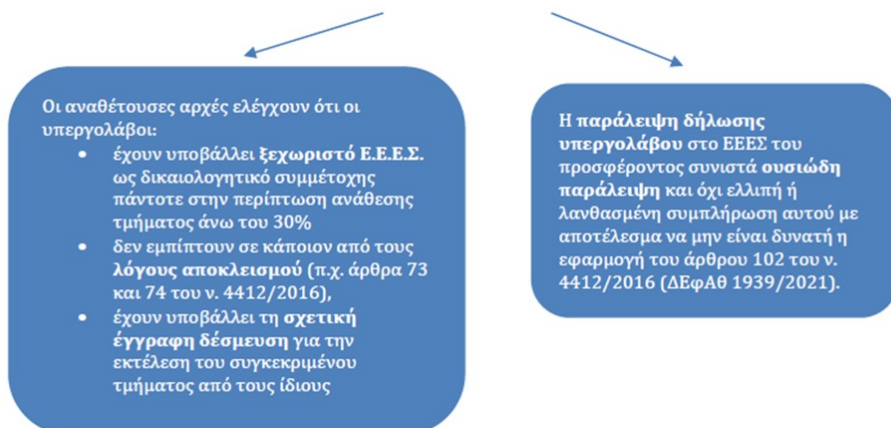 Οι αναθέτουσες αρχές ελέγχουν ότι οι
υπεργολάβοι:
• έχουν υποβάλλει ξεχωριστό Ε.Ε.Ε.Σ.
ως δικαιολογητικό συμμέτοχης
πάντοτε στην περίπτωση ανάθεσης
τμήματος άνω του 30%
• δεν εμπίπτουν σε κάποιον από τους
λόγους αποκλεισμού (π.χ. άρθρα 73
και 74 του ν. 4412/2016),
• έχουν υποβάλλει τη σχετική
έγγραφη δέσμευση για την
εκτέλεση του συγκεκριμένου
τμήματος από τους ίδιους
Η παράλειψη δήλωσης
υπεργολάβου στο ΕΕΕΣ του
προσφέροντος συνιστά ουσιώδη
παράλειψη και όχι ελλιπή ή
λανθασμένη συμπλήρωση αυτού με
αποτέλεσμα να μην είναι δυνατή η
εφαρμογή του άρθρου 102 του ν.
4412/2016 (ΔΕφΑθ 1939/2021).